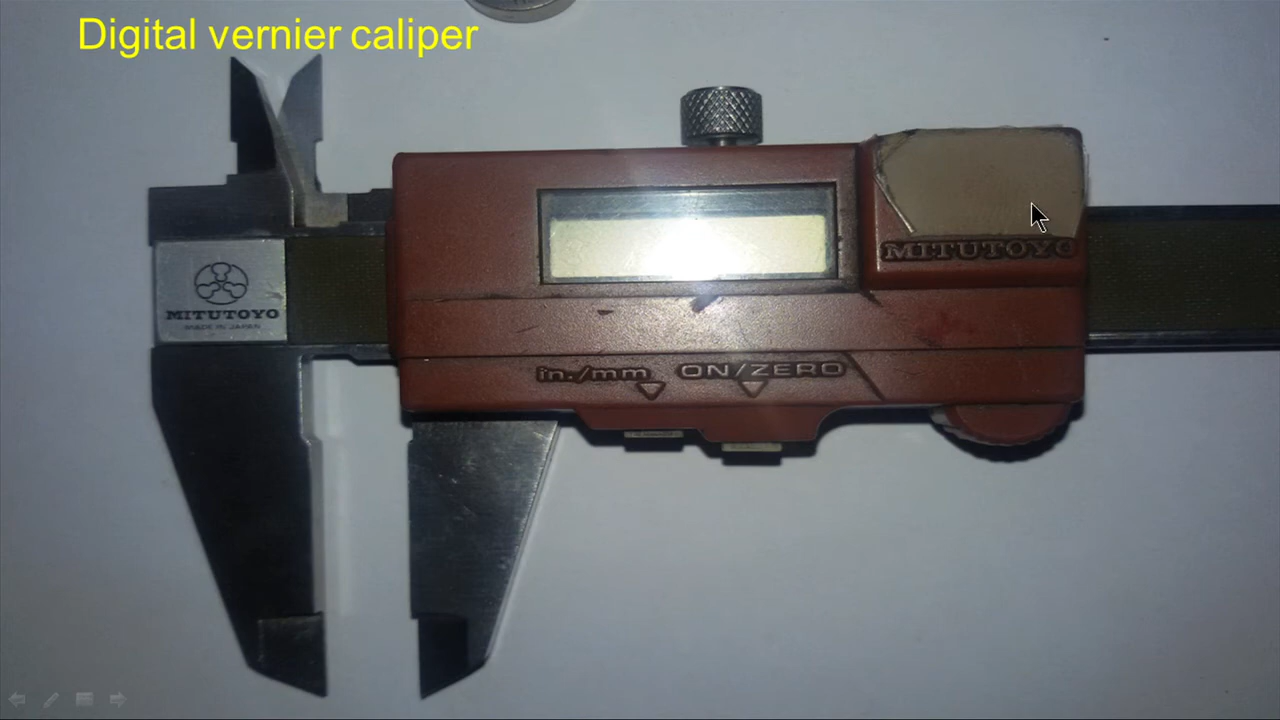 Digital vernier caliper
MITUTOYO
MITUTOYO
MADE IN JAPAN
in./mm ON/ZERO